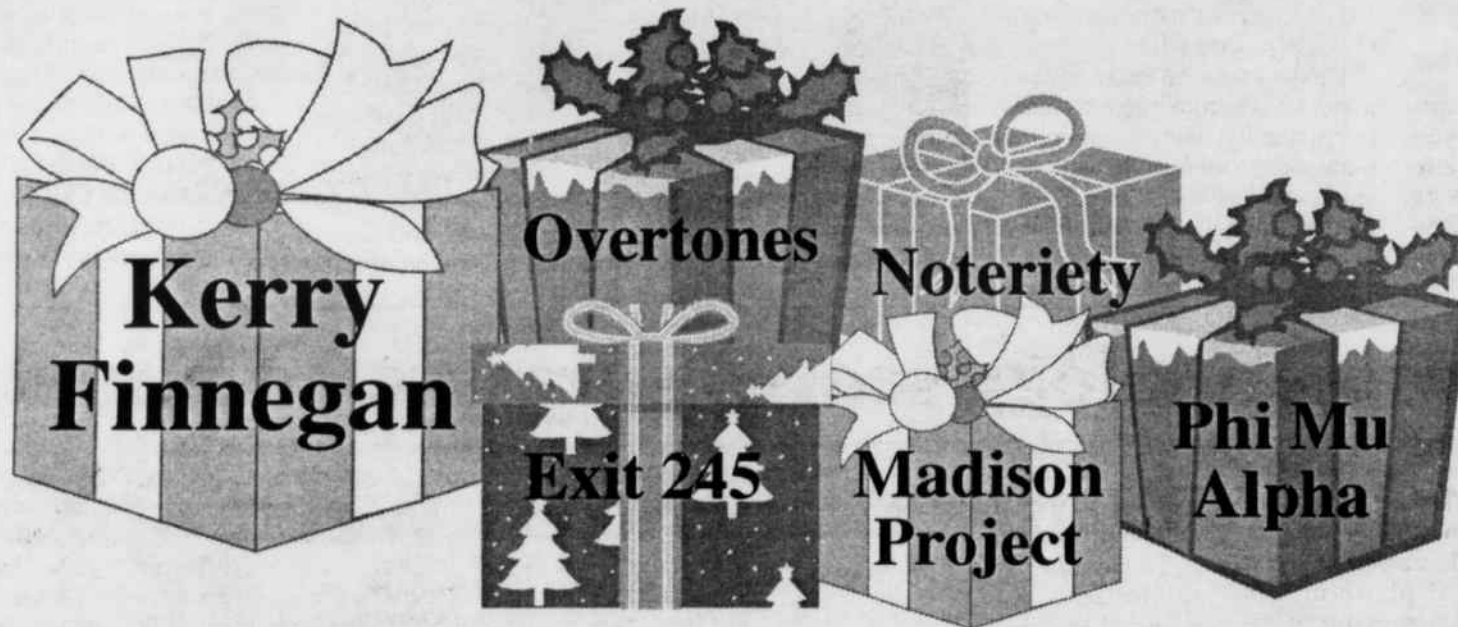 Kerry
Finnegan
Overtones
Noteriety
Exit 245
Madison
Project
Phi Mu
Alpha